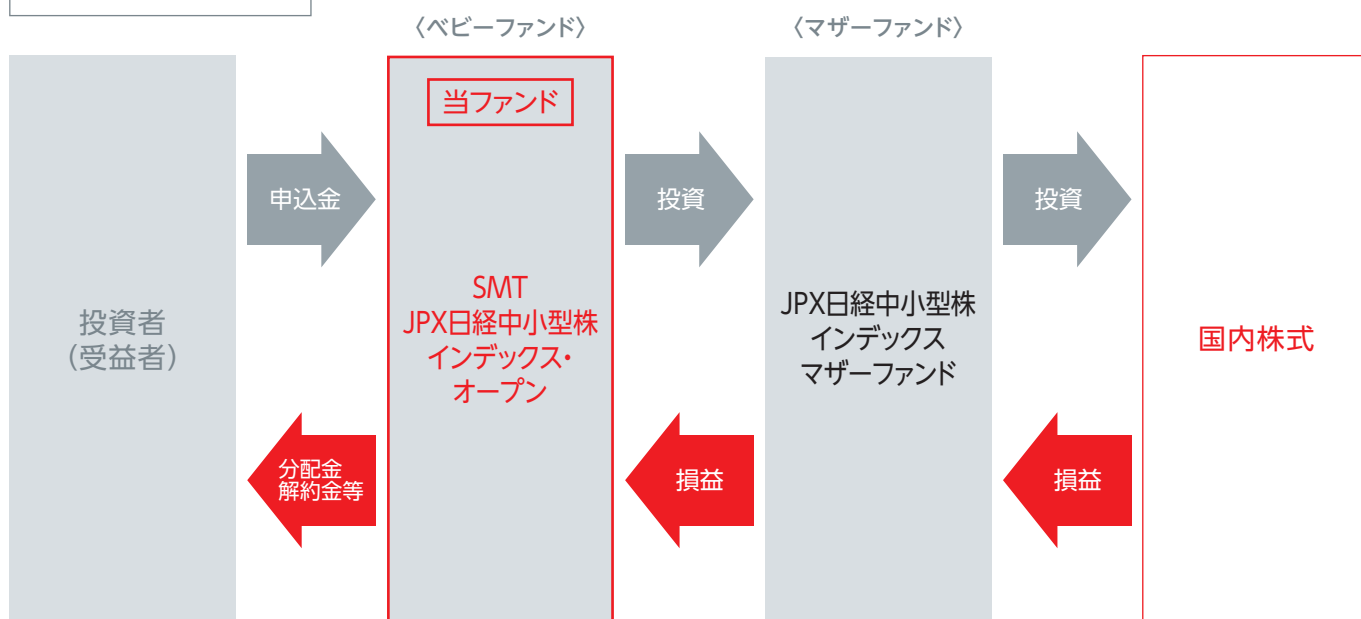 〈ベビーファンド〉
〈マザーファンド〉
当ファンド
申込金
投資
投資
投資者
(受益者)
SMT
JPX日経中小型株
インデックス・
オープン
JPX日経中小型株
インデックス
マザーファンド
国内株式
分配金
解約金等
損益
損益